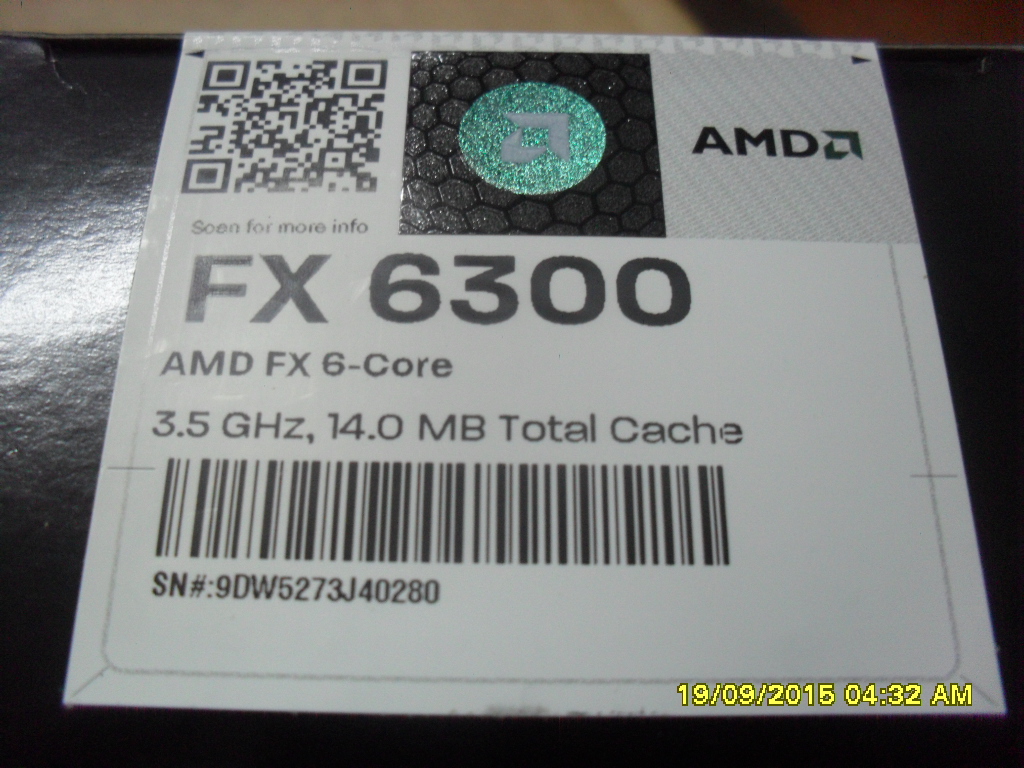 AMD
Scan for more info
FX 6300
AMD FX 6-Core
3.5 GHz, 14.0 MB Total Cache
SN#:9DW5273J40280
19/09/2015 04:32 AM